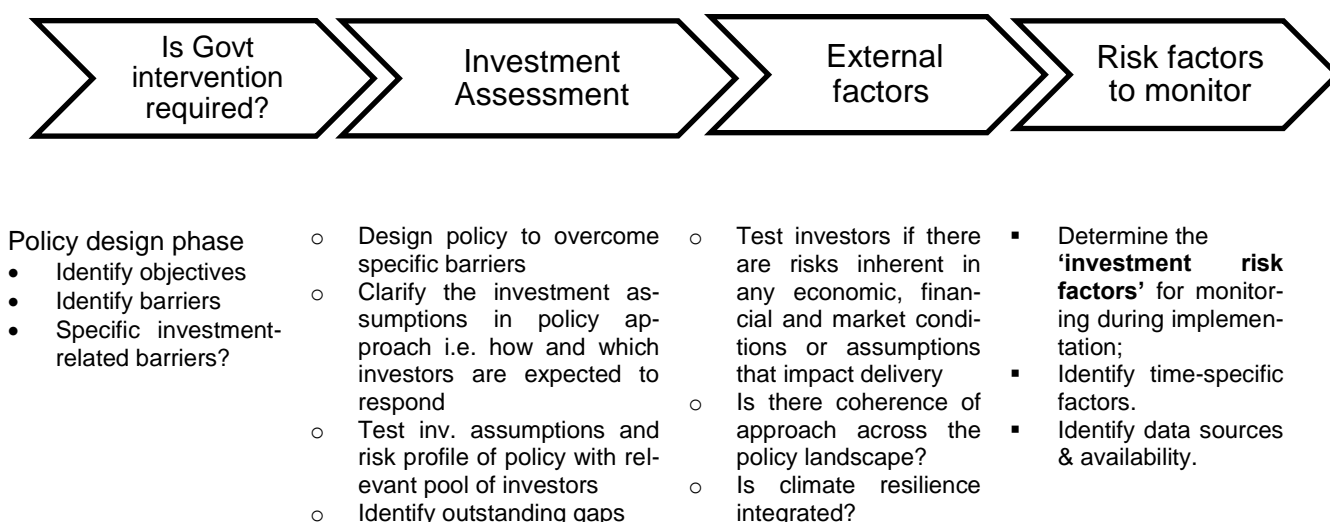 Is Govt
intervention
required?
Investment
Assessment
External
factors
Risk factors
to monitor
Policy design phase
• Identify objectives
• Identify barriers
• Specific investment-
related barriers?
o Design policy to overcome
specific barriers
o Clarify the investment as-
sumptions in policy ap-
proach i.e. how and which
investors are expected to
respond
o Test inv. assumptions and
risk profile of policy with rel-
evant pool of investors
o Identify outstanding gaps
o Test investors if there
are risks inherent in
any economic, finan-
cial and market condi-
tions or assumptions
that impact delivery
o Is there coherence of
approach across the
policy landscape?
o Is climate resilience
integrated?
▪ Determine the
‘investment risk
factors’ for monitor-
ing during implemen-
tation;
▪ Identify time-specific
factors.
▪ Identify data sources
& availability.